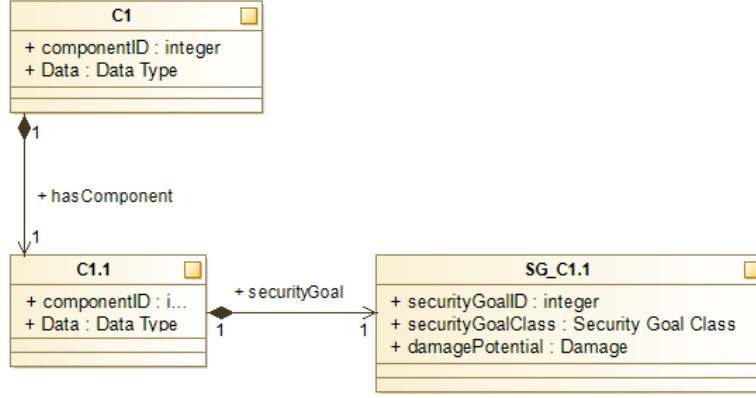 C1
+ componentID : integer
+ Data : Data Type
1
+ hasComponent
1
C1.1
+ componentID : i...
+ Data : Data Type
1
+ securityGoal
1
SG_C1.1
+ securityGoalID : integer
+ securityGoalClass : Security Goal Class
+ damagePotential : Damage